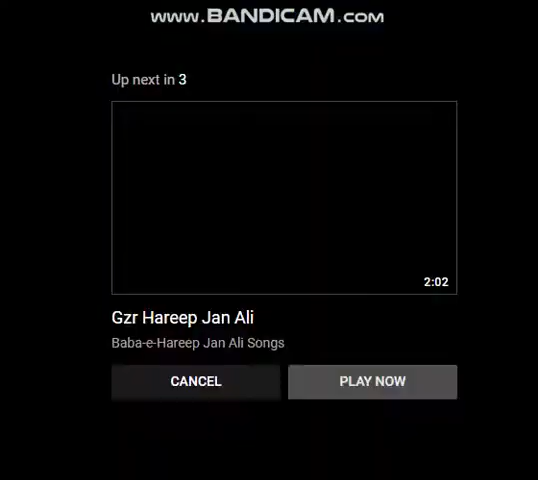 www.BANDICAM.com
Up next in 3
2:02
Gzr Hareep Jan Ali
Baba-e-Hareep Jan Ali Songs
CANCEL
PLAY NOW